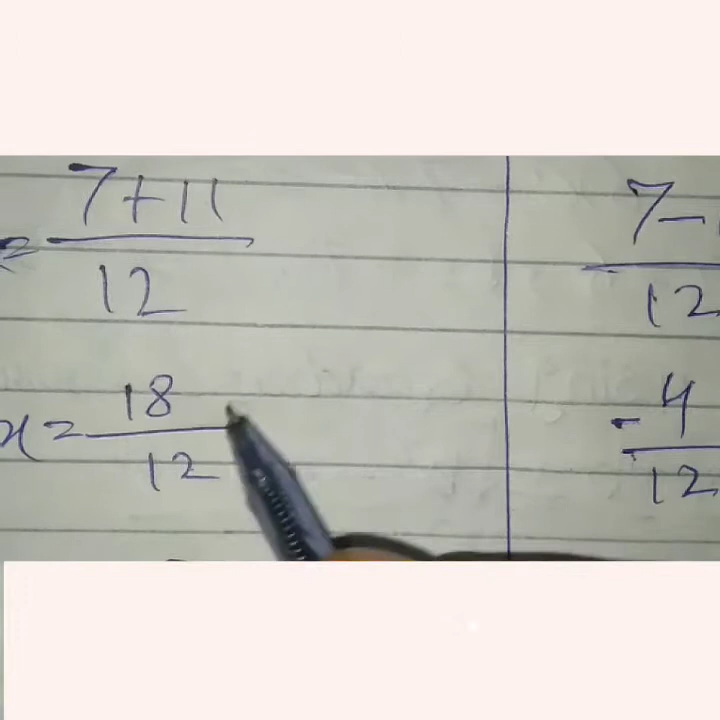 = 7+11 / 12
7- / 12
x = 18 / 12
- 4 / 12